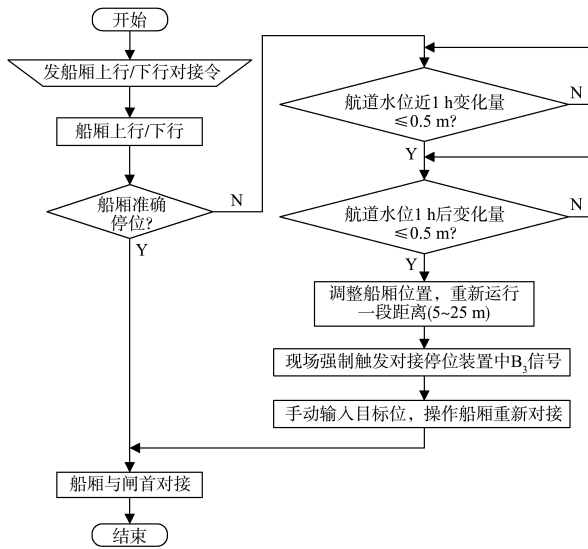 开始
发船厢上行/下行对接令
船厢上行/下行
船厢准确
停位?
N
Y
航道水位近1 h变化量
≤0.5 m?
N
Y
航道水位1 h后变化量
≤0.5 m?
N
Y
调整船厢位置，重新运行
一段距离(5~25 m)
现场强制触发对接停位装置中B₃信号
手动输入目标位，操作船厢重新对接
船厢与闸首对接
结束